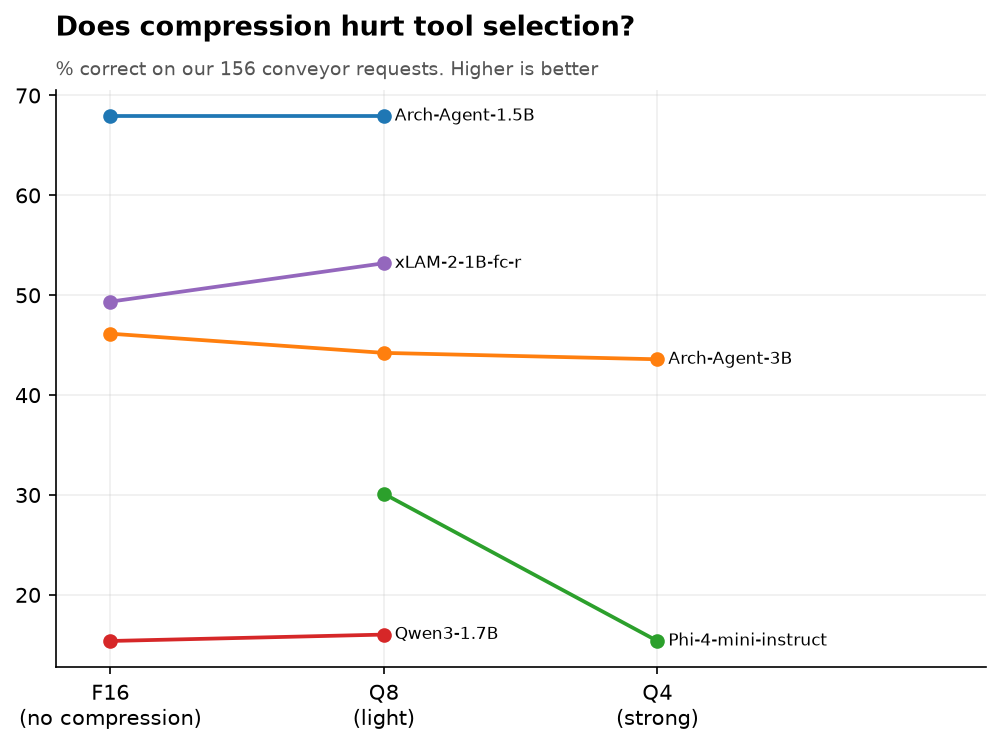 Does compression hurt tool selection?
% correct on our 156 conveyor requests. Higher is better
70
60
50
40
30
20
Arch-Agent-1.5B
xLAM-2-1B-fc-r
Arch-Agent-3B
Qwen3-1.7B
Phi-4-mini-instruct
F16
(no compression)
Q8
(light)
Q4
(strong)